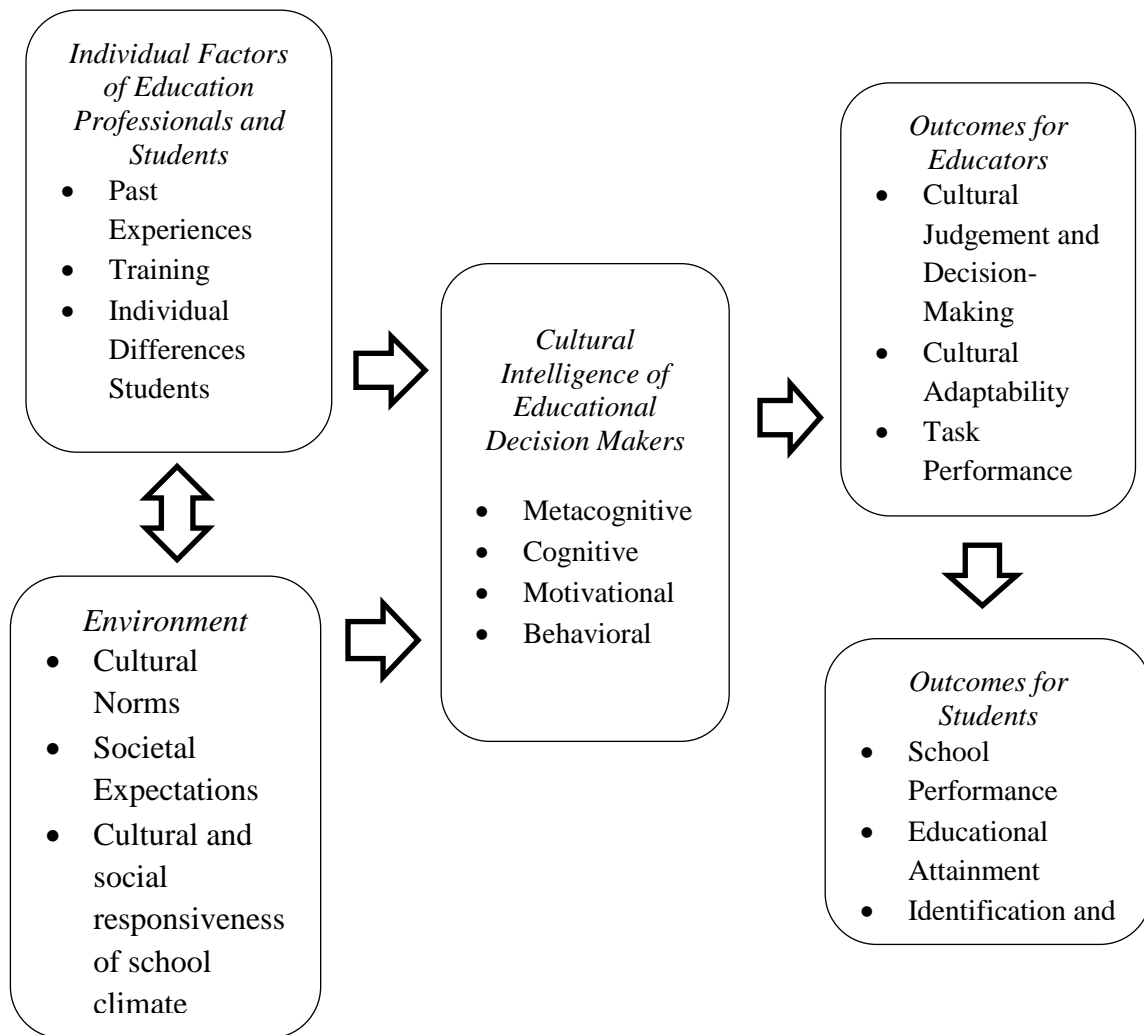 Individual Factors
of Education
Professionals and
Students
• Past
Experiences
• Training
• Individual
Differences
Students
Environment
• Cultural
Norms
• Societal
Expectations
• Cultural and
social
responsiveness
of school
climate
Cultural
Intelligence of
Educational
Decision Makers
• Metacognitive
• Cognitive
• Motivational
• Behavioral
Outcomes for
Educators
• Cultural
Judgement and
Decision-
Making
• Cultural
Adaptability
• Task
Performance
Outcomes for
Students
• School
Performance
• Educational
Attainment
• Identification and